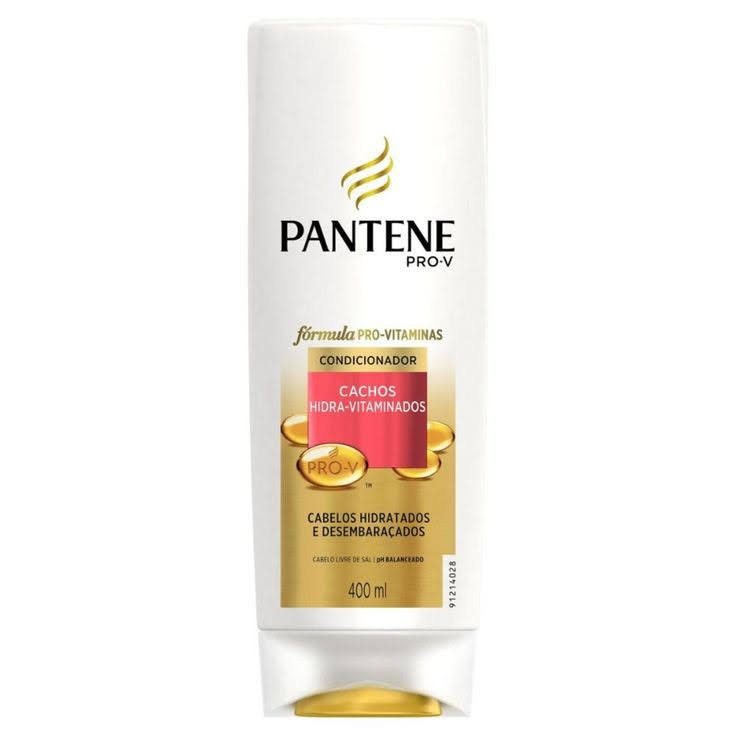 PANTENE
PRO-V
fórmula PRO-VITAMINAS
CONDICIONADOR
CACHOS
HIDRA-VITAMINADOS
PRO-V
TM
CABELOS HIDRATADOS
E DESEMBARAÇADOS
CABELO LIVRE DE SAL | pH BALANCEADO
400 ml
91214028